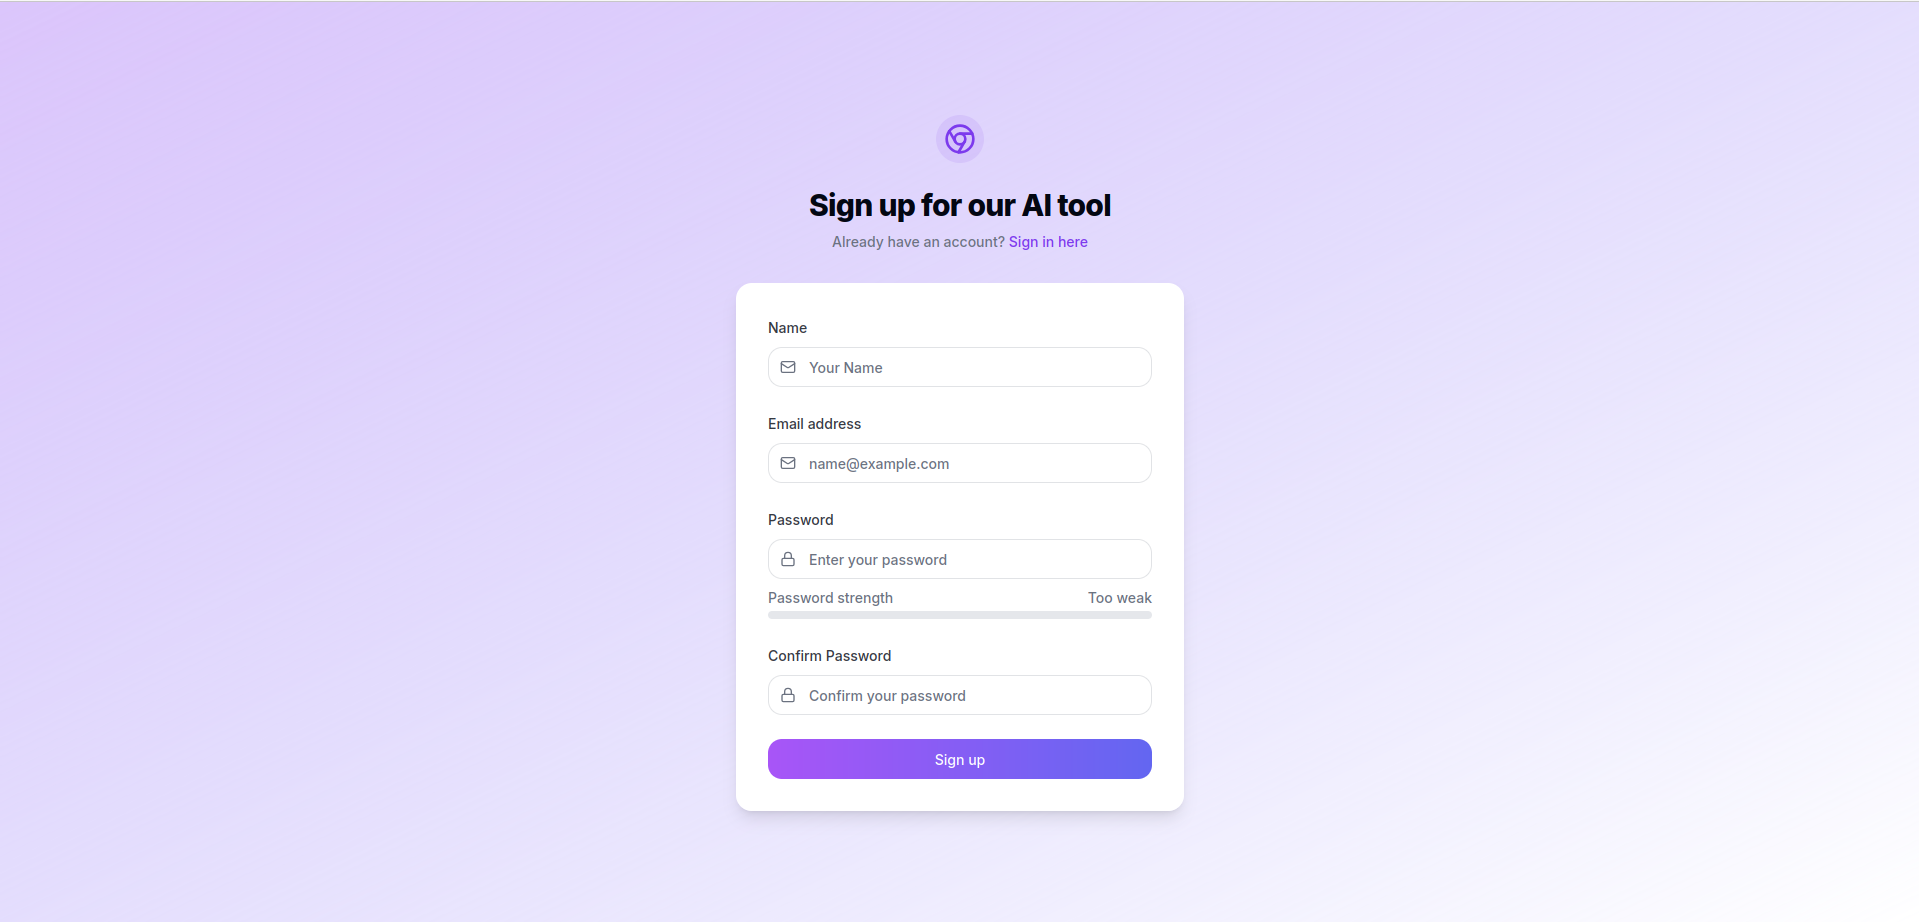 Sign up for our AI tool
Already have an account? Sign in here
Name
Your Name
Email address
name@example.com
Password
Enter your password
Password strength Too weak
Confirm Password
Confirm your password
Sign up